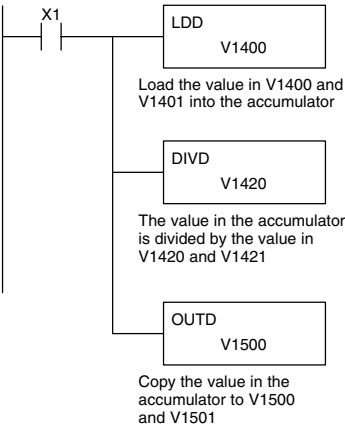 X1
LDD
V1400
Load the value in V1400 and
V1401 into the accumulator
DIVD
V1420
The value in the accumulator
is divided by the value in
V1420 and V1421
OUTD
V1500
Copy the value in the
accumulator to V1500
and V1501